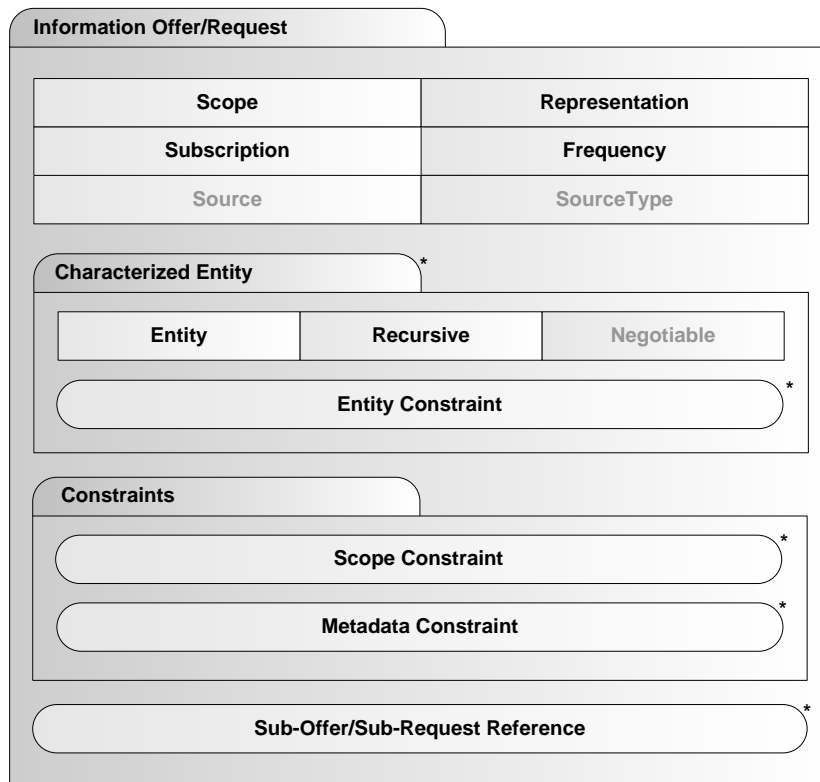 Information Offer/Request
Scope Representation
Subscription Frequency
Source SourceType
Characterized Entity *
Entity Recursive Negotiable
Entity Constraint *
Constraints
Scope Constraint *
Metadata Constraint *
Sub-Offer/Sub-Request Reference *